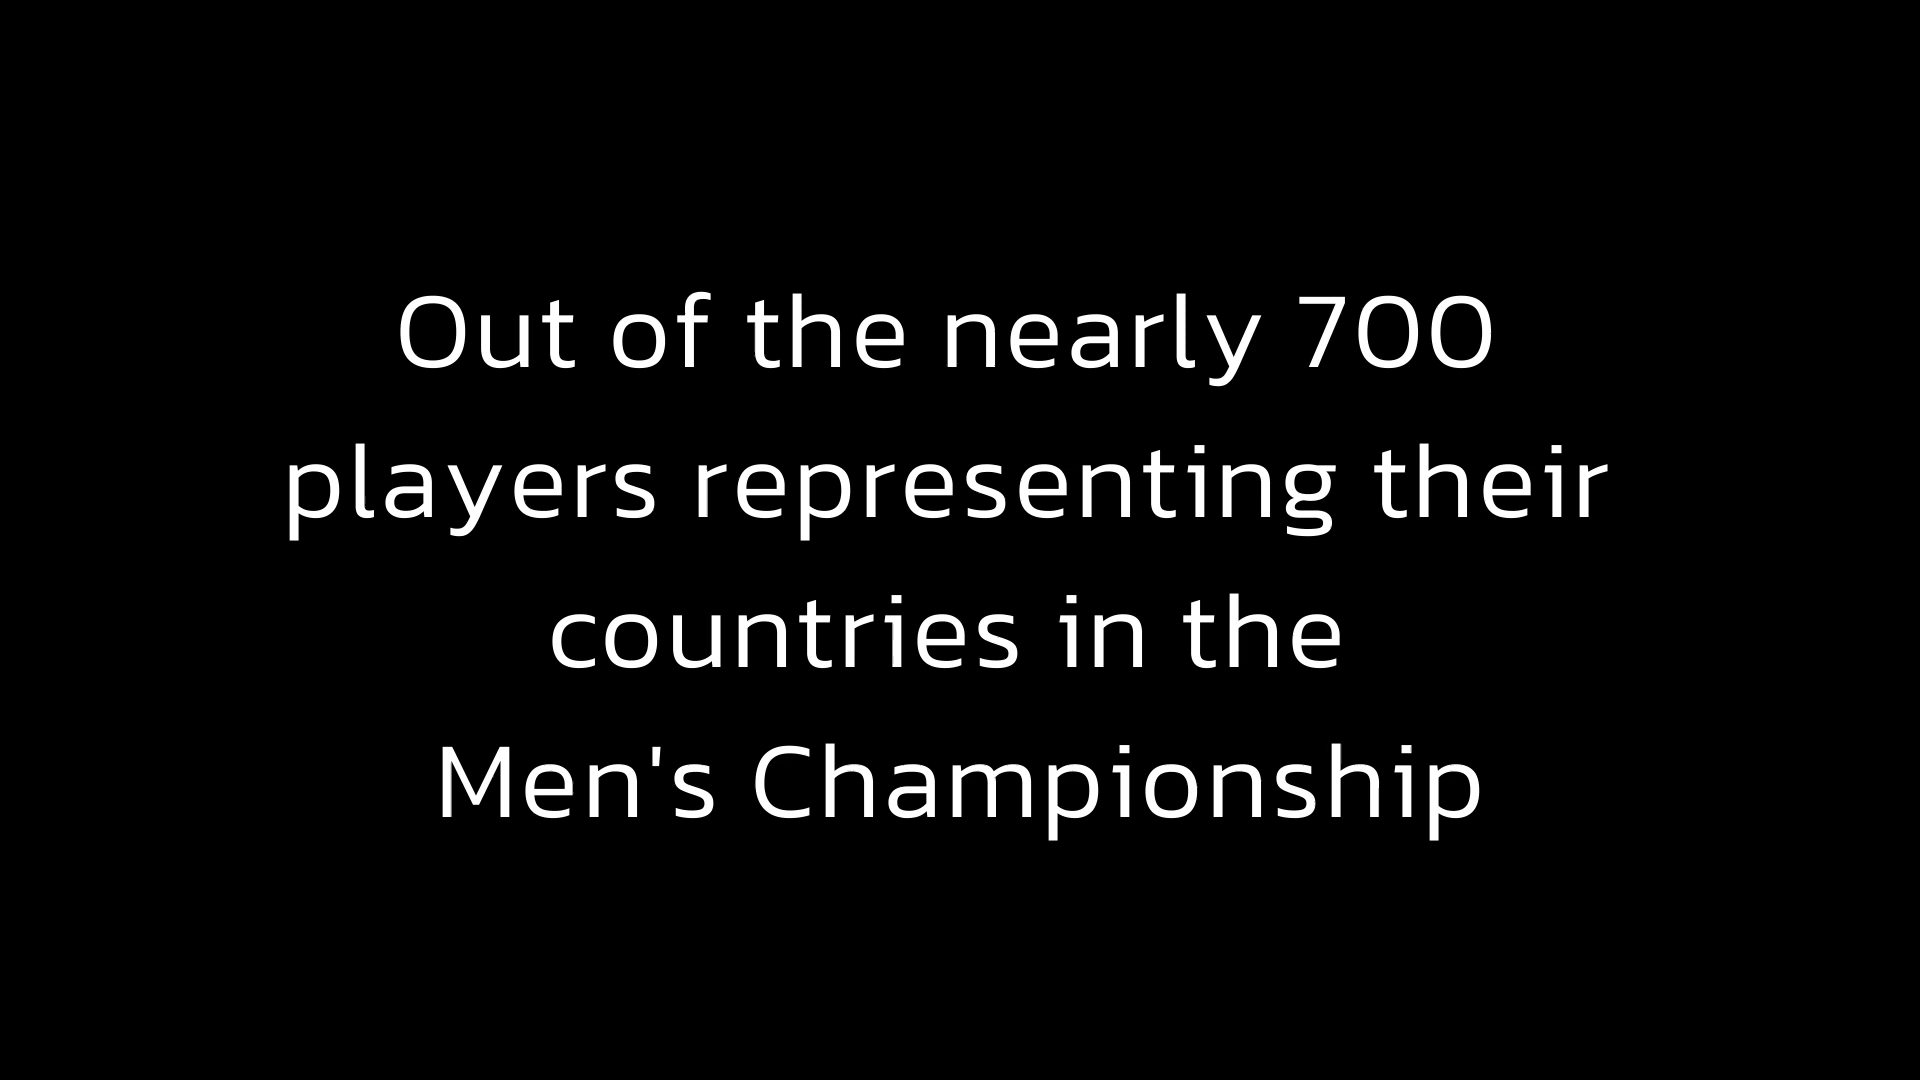 Out of the nearly 700
players representing their
countries in the
Men's Championship